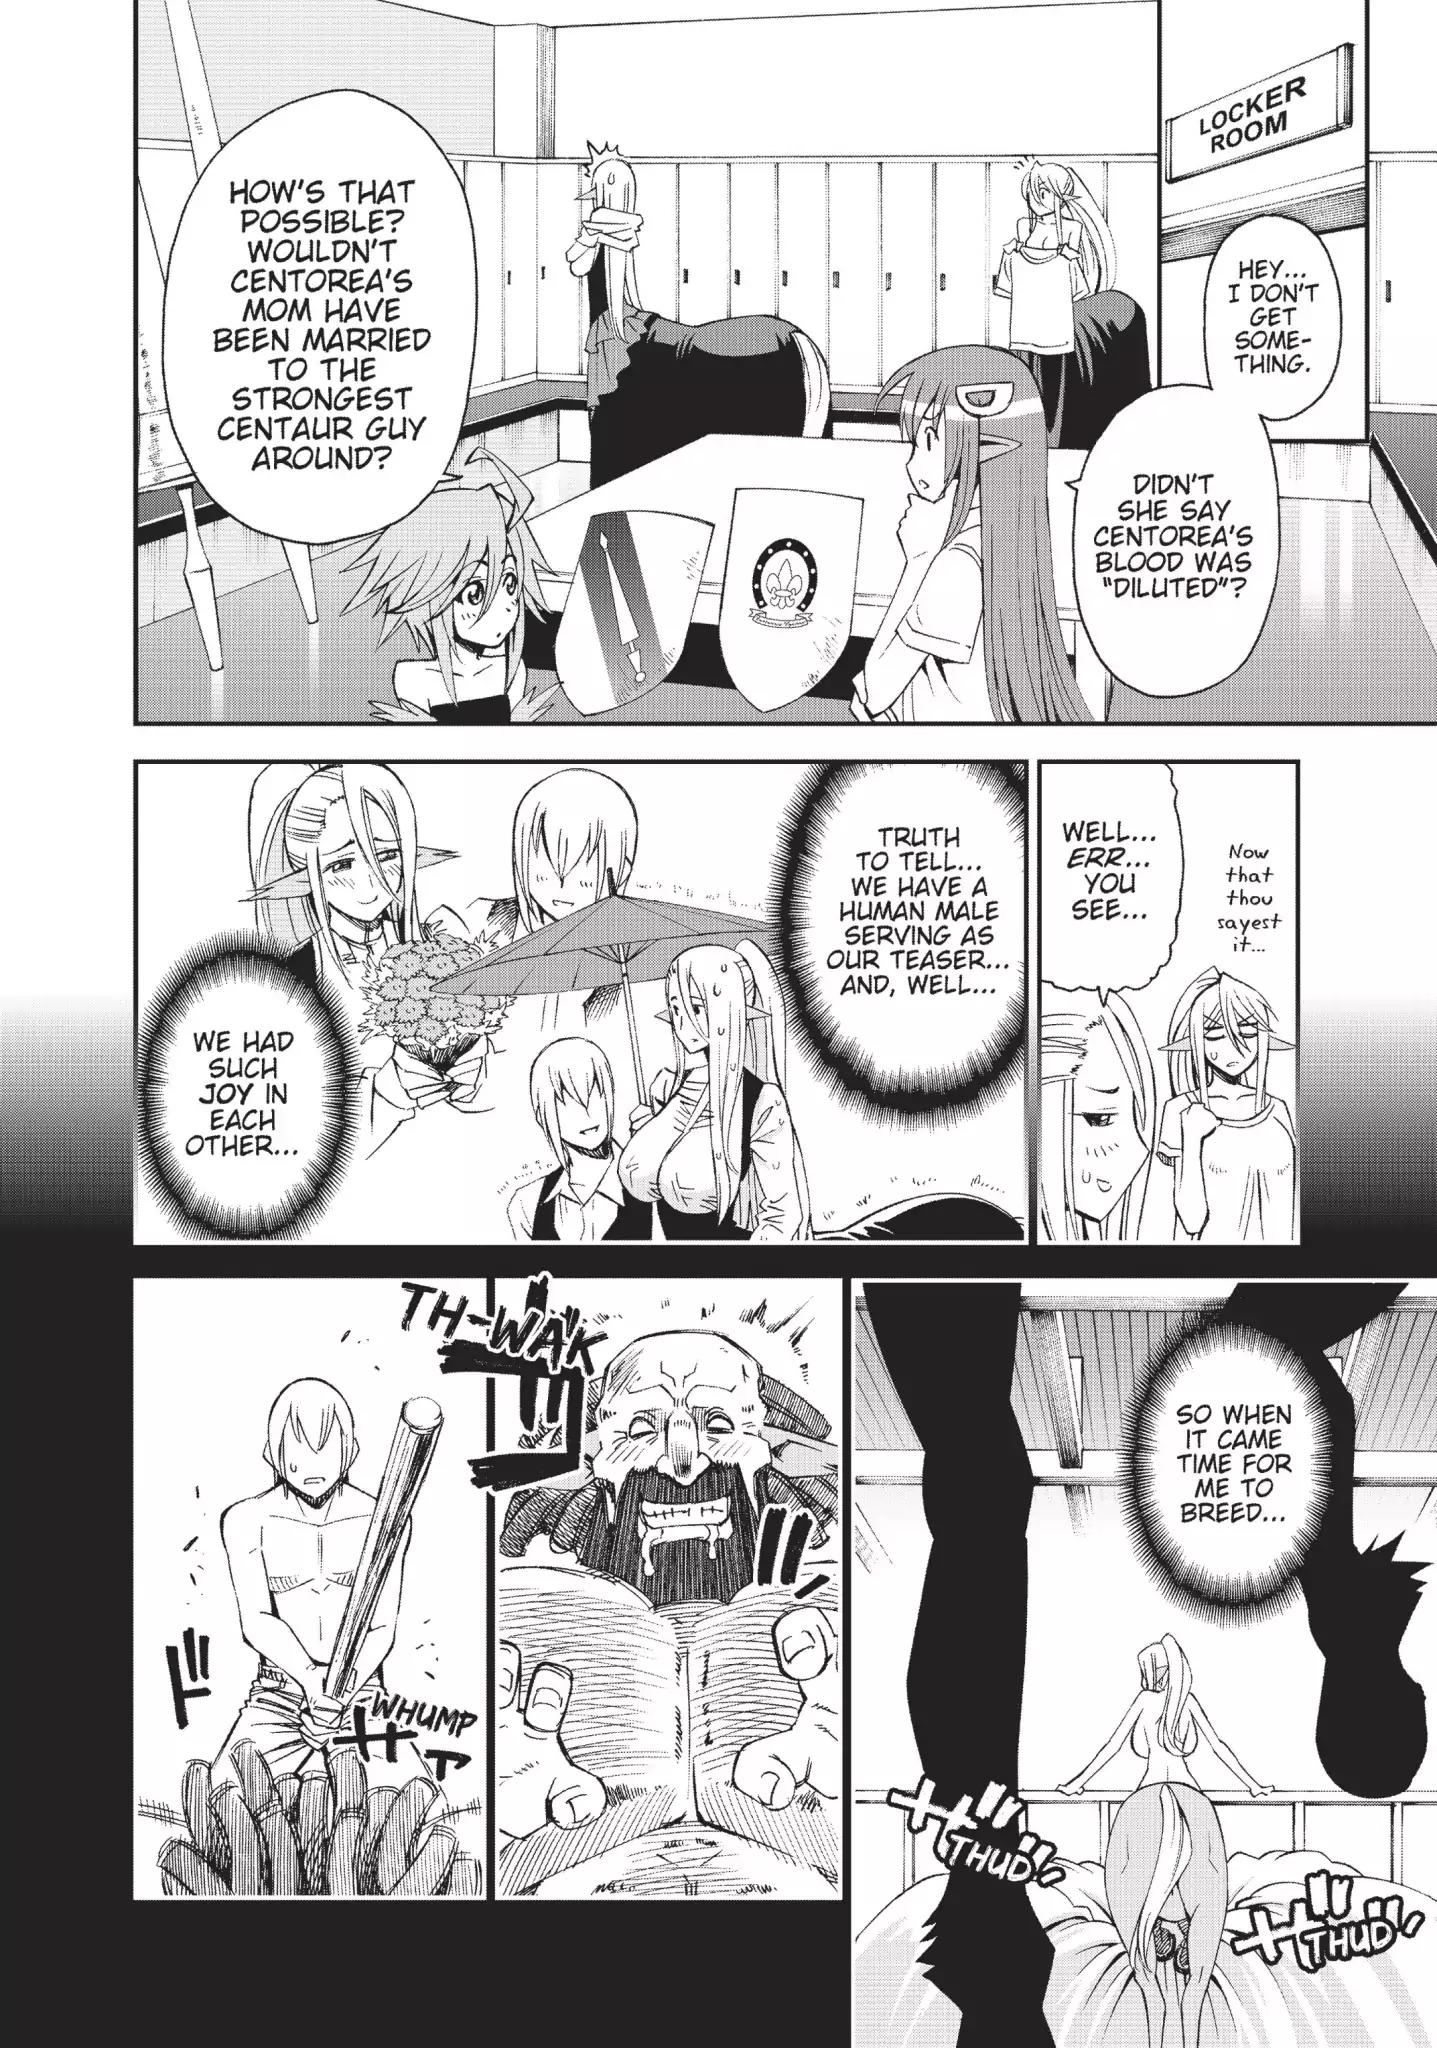 LOCKER
ROOM
HEY...
I DON'T
GET
SOME-
THING.
DIDN'T
SHE SAY
CENTOREA'S
BLOOD WAS
"DILUTED"?
HOW'S THAT
POSSIBLE?
WOULDN'T
CENTOREA'S
MOM HAVE
BEEN MARRIED
TO THE
STRONGEST
CENTAUR GUY
AROUND?
Now
that
thou
sayest
it...
WELL...
ERR...
YOU
SEE...
TRUTH
TO TELL...
WE HAVE A
HUMAN MALE
SERVING AS
OUR TEASER...
AND, WELL...
WE HAD
SUCH
JOY IN
EACH
OTHER...
SO WHEN
IT CAME
TIME FOR
ME TO
BREED...
THUD
THUD
TH-WAK
WHUMP